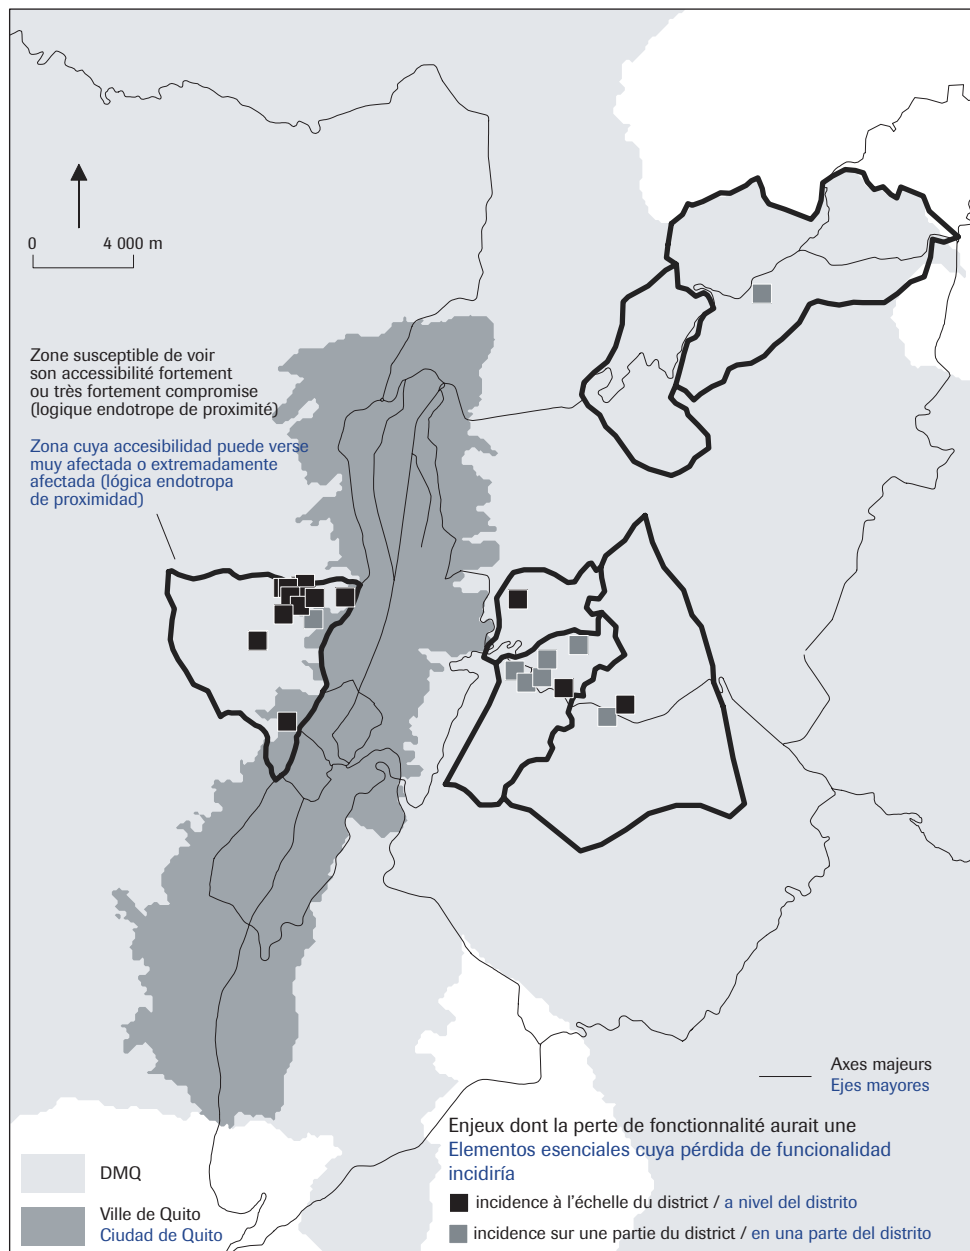 0 4 000 m
Zone susceptible de voir
son accessibilité fortement
ou très fortement compromise
(logique endotrope de proximité)
Zona cuya accesibilidad puede verse
muy afectada o extremadamente
afectada (lógica endotropa
de proximidad)
Axes majeurs
Ejes mayores
Enjeux dont la perte de fonctionnalité aurait une
Elementos esenciales cuya pérdida de funcionalidad
incidiría
incidence à l'échelle du district / a nivel del distrito
incidence sur une partie du district / en una parte del distrito
DMQ
Ville de Quito
Ciudad de Quito